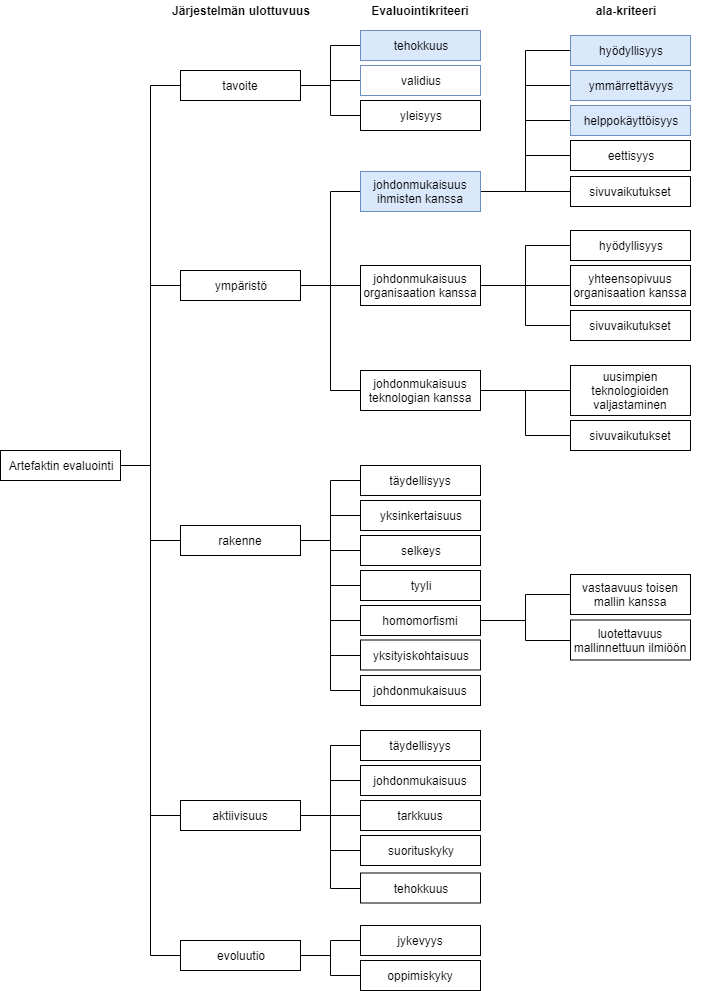 Järjestelmän ulottuvuus
Evaluointikriteeri
ala-kriteeri
Artefaktin evaluointi
tavoite
tehokkuus
validius
yleisyys
ympäristö
johdonmukaisuus
ihmisten kanssa
hyödyllisyys
ymmärrettävyys
helppokäyttöisyys
eettisyys
sivuvaikutukset
johdonmukaisuus
organisaation kanssa
hyödyllisyys
yhteensopivuus
organisaation kanssa
sivuvaikutukset
johdonmukaisuus
teknologian kanssa
uusimpien
teknologioiden
valjastaminen
sivuvaikutukset
rakenne
täydellisyys
yksinkertaisuus
selkeys
tyyli
homomorfismi
vastaavuus toisen
mallin kanssa
luotettavuus
mallinnettuun ilmiöön
yksityiskohtaisuus
johdonmukaisuus
aktiivisuus
täydellisyys
johdonmukaisuus
tarkkuus
suorituskyky
tehokkuus
evoluutio
jykevyys
oppimiskyky